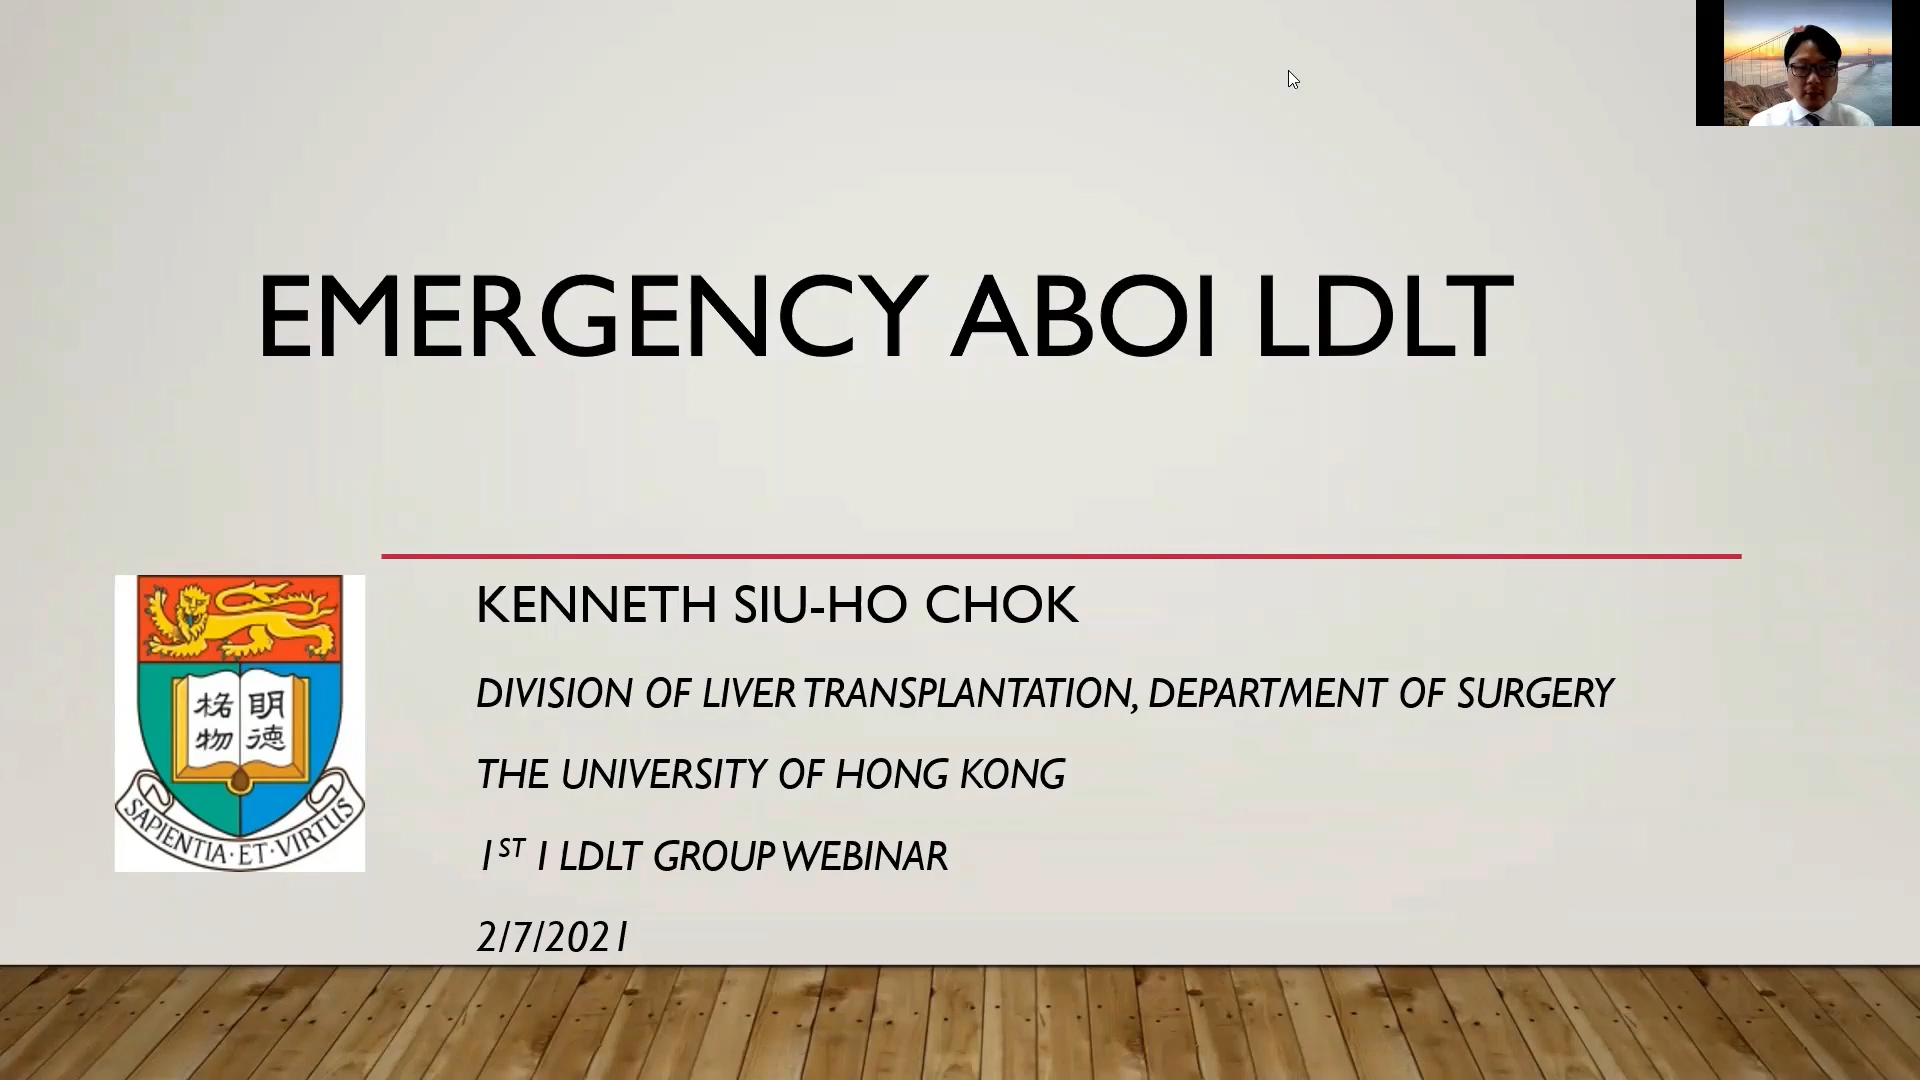 EMERGENCY ABOI LDLT
KENNETH SIU-HO CHOK
DIVISION OF LIVER TRANSPLANTATION, DEPARTMENT OF SURGERY
THE UNIVERSITY OF HONG KONG
1ST I LDLT GROUP WEBINAR
2/7/2021
明德
格物
SAPIENTIA·ET·VIRTUS